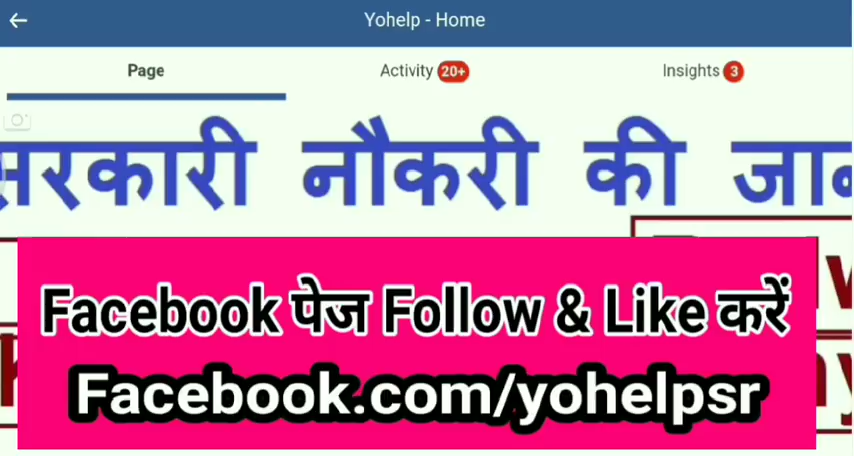 Yohelp - Home
Page Activity 20+ Insights 3
सरकारी नौकरी की
Facebook पेज Follow & Like करें
Facebook.com/yohelpsr